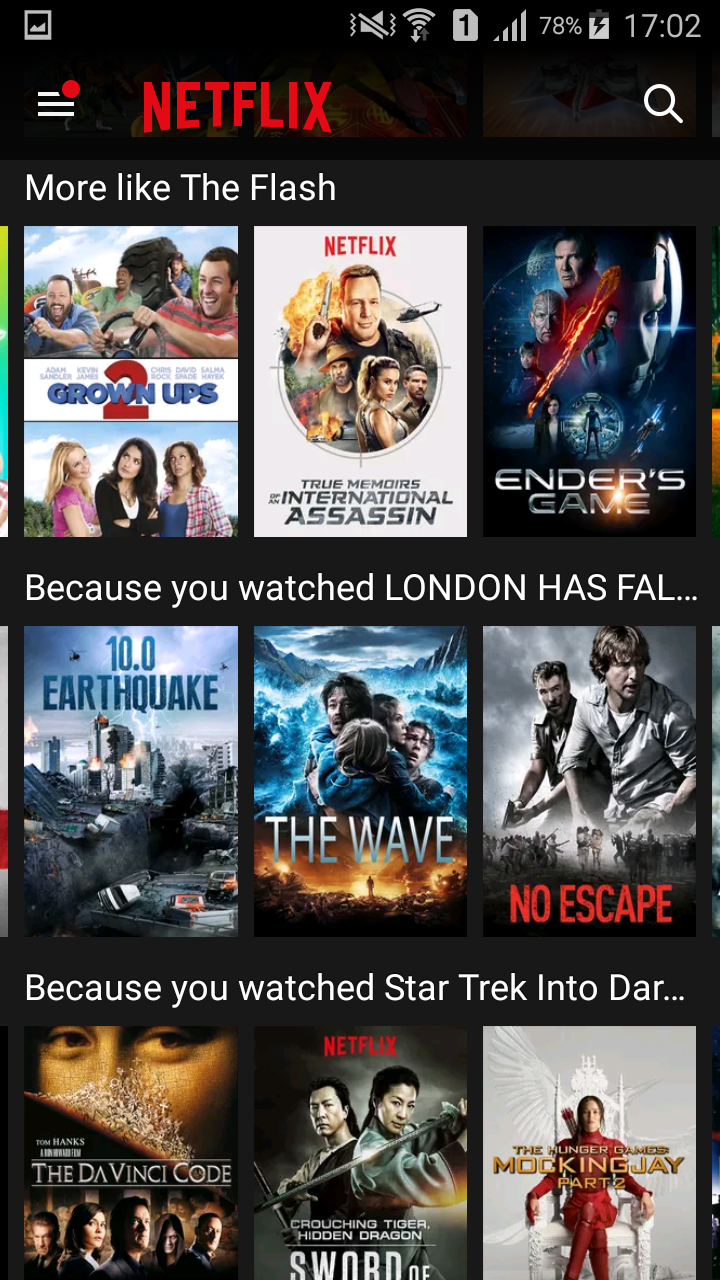 1
78%
17:02
NETFLIX
More like The Flash
ADAM SANDLER KEVIN JAMES CHRIS ROCK DAVID SPADE SALMA HAYEK
GROWN UPS
2
NETFLIX
TRUE MEMOIRS
OF AN INTERNATIONAL
ASSASSIN
ENDER'S
GAME
Because you watched LONDON HAS FAL...
10.0
EARTHQUAKE
THE WAVE
NO ESCAPE
Because you watched Star Trek Into Dar...
TOM HANKS
A RON HOWARD FILM
THE DA VINCI CODE
NETFLIX
CROUCHING TIGER,
HIDDEN DRAGON
SWORD OF
THE HUNGER GAMES:
MOCKINGJAY
PART 2